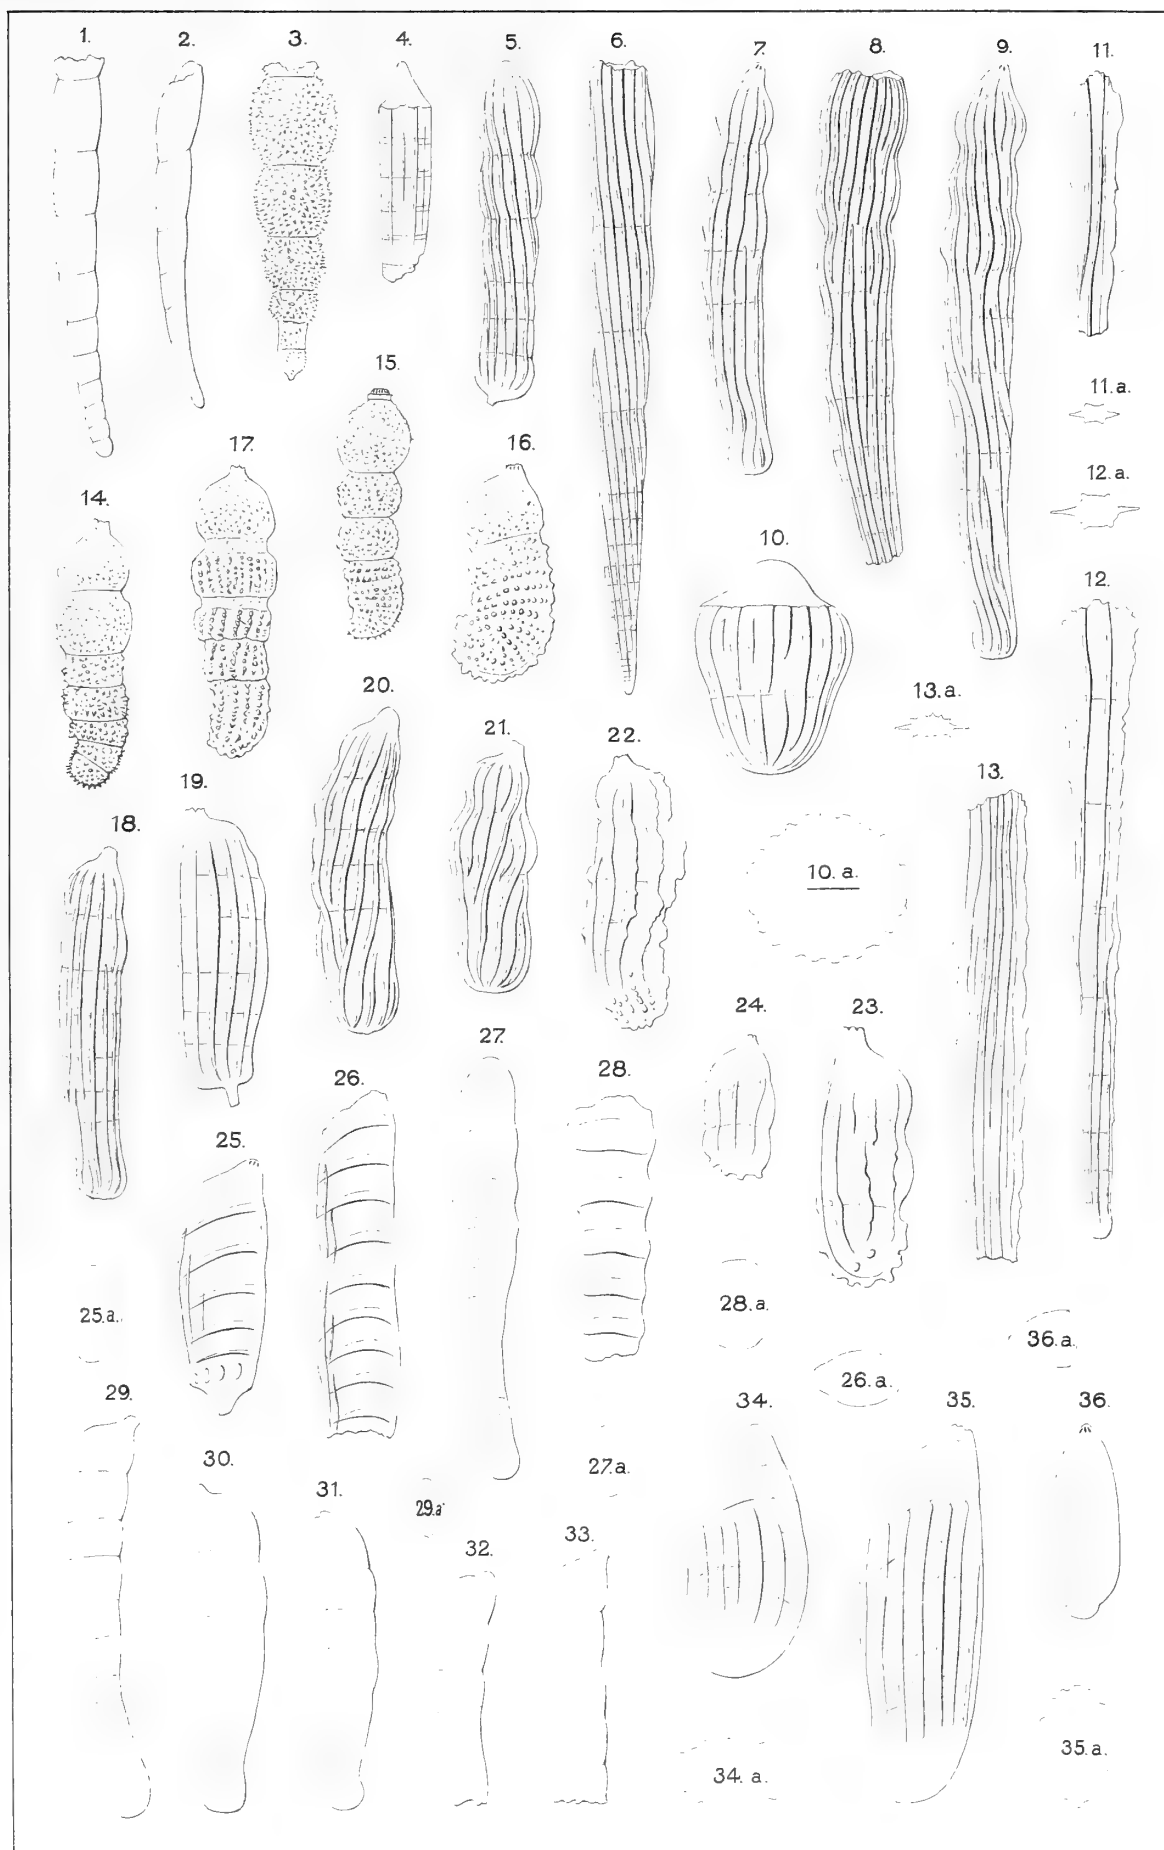 1. 2. 3. 4. 5. 6. 7. 8. 9. 11.
15. 11.a.
17. 16. 12.a.
14. 10. 12.
20. 13.a.
21. 22. 13.
19.
18. 10.a.
27. 24. 23.
26. 28.
25.
25.a. 28.a. 36.a.
29. 26.a. 34. 35. 36.
30. 27.a.
31. 29.a
32. 33.
34.a. 35.a.